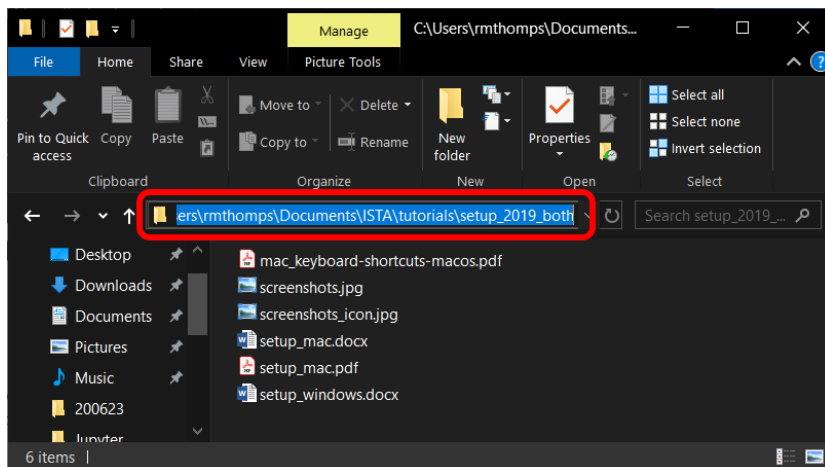 Manage
C:\Users\rmthomps\Documents...
File Home Share View Picture Tools
?
Pin to Quick access
Copy
Paste
Move to
Copy to
Delete
Rename
New folder
Properties
Select all
Select none
Invert selection
Clipboard Organize New Open Select
ers\rmthomps\Documents\ISTA\tutorials\setup_2019_both
Search setup_2019_...
Desktop
Downloads
Documents
Pictures
Music
200623
Jupyter
mac_keyboard-shortcuts-macos.pdf
screenshots.jpg
screenshots_icon.jpg
setup_mac.docx
setup_mac.pdf
setup_windows.docx
6 items